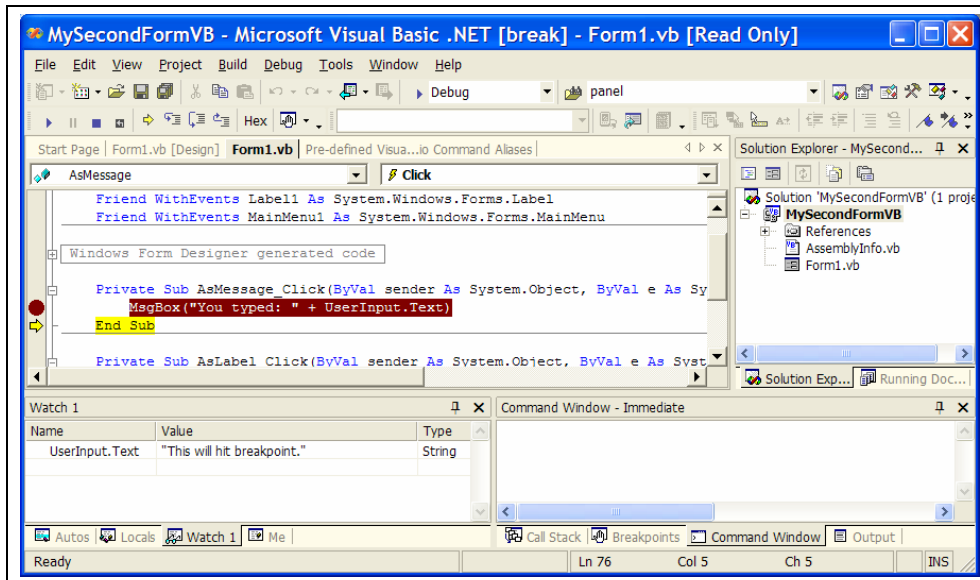 MySecondFormVB - Microsoft Visual Basic .NET [break] - Form1.vb [Read Only]
File Edit View Project Build Debug Tools Window Help
Debug panel
Hex
Start Page Form1.vb [Design] Form1.vb Pre-defined Visua...io Command Aliases
Solution Explorer - MySecond...
AsMessage Click
Friend WithEvents Label1 As System.Windows.Forms.Label
Friend WithEvents MainMenu1 As System.Windows.Forms.MainMenu
Windows Form Designer generated code
Private Sub AsMessage_Click(ByVal sender As System.Object, ByVal e As Sy
MsgBox("You typed: " + UserInput.Text)
End Sub
Private Sub AsLabel_Click(ByVal sender As System.Object, ByVal e As Syst
Solution 'MySecondFormVB' (1 proje
MySecondFormVB
References
AssemblyInfo.vb
Form1.vb
Solution Exp... Running Doc...
Watch 1
Name Value Type
UserInput.Text "This will hit breakpoint." String
Autos Locals Watch 1 Me
Command Window - Immediate
Call Stack Breakpoints Command Window Output
Ready Ln 76 Col 5 Ch 5 INS